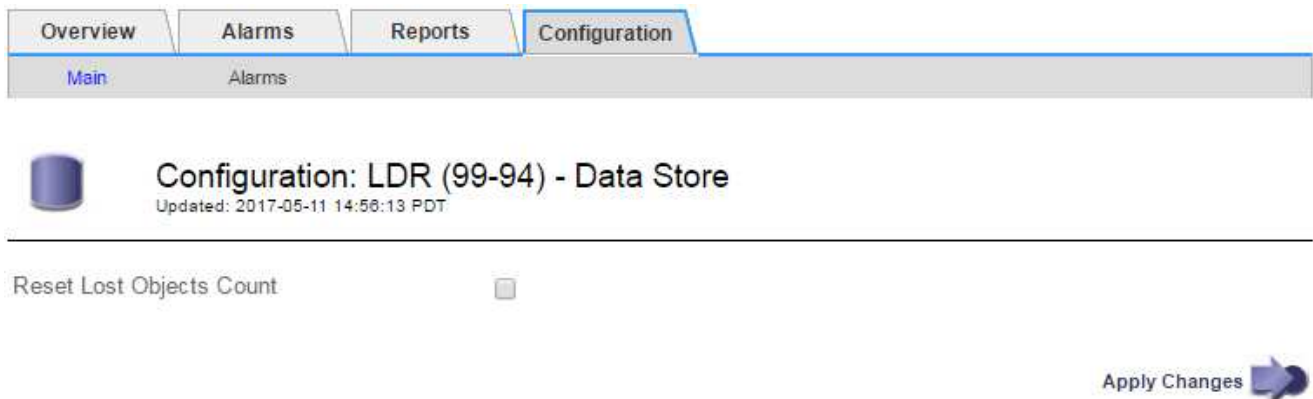 Overview Alarms Reports Configuration
Main Alarms
Configuration: LDR (99-94) - Data Store
Updated: 2017-05-11 14:56:13 PDT
Reset Lost Objects Count
Apply Changes